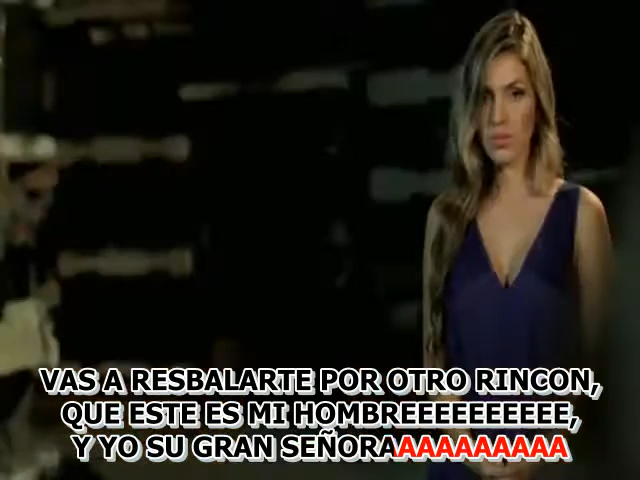 VAS A RESBALARTE POR OTRO RINCON,
QUE ESTE ES MI HOMBREEEEEEEEEE,
Y YO SU GRAN SEÑORAAAAAAAAAA